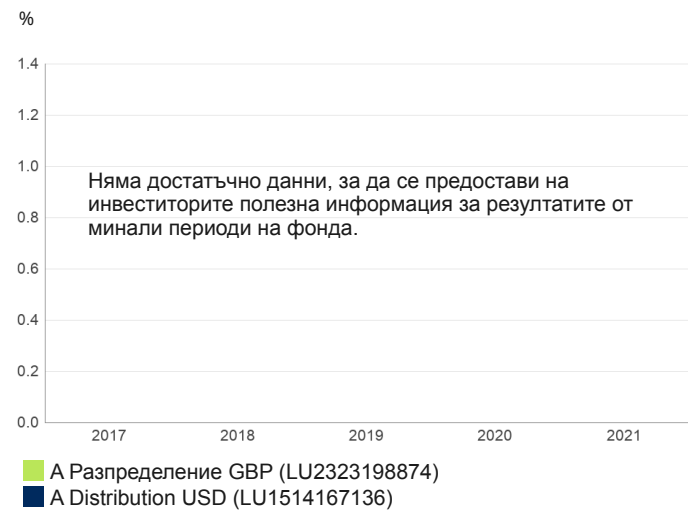 %
1.4
1.2
1.0
Няма достатъчно данни, за да се предостави на
инвеститорите полезна информация за резултатите от
0.8
минали периоди на фонда.
0.6
0.4
0.2
0.0
2017 2018 2019 2020 2021
А Разпределение GBP (LU2323198874)
A Distribution USD (LU1514167136)